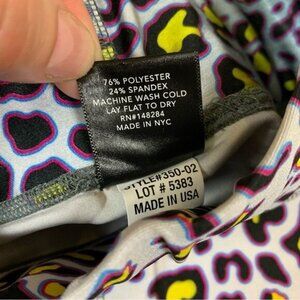 76% POLYESTER
24% SPANDEX
MACHINE WASH COLD
LAY FLAT TO DRY
RN#148284
MADE IN NYC
STYLE#350-02
LOT # 5383
MADE IN USA